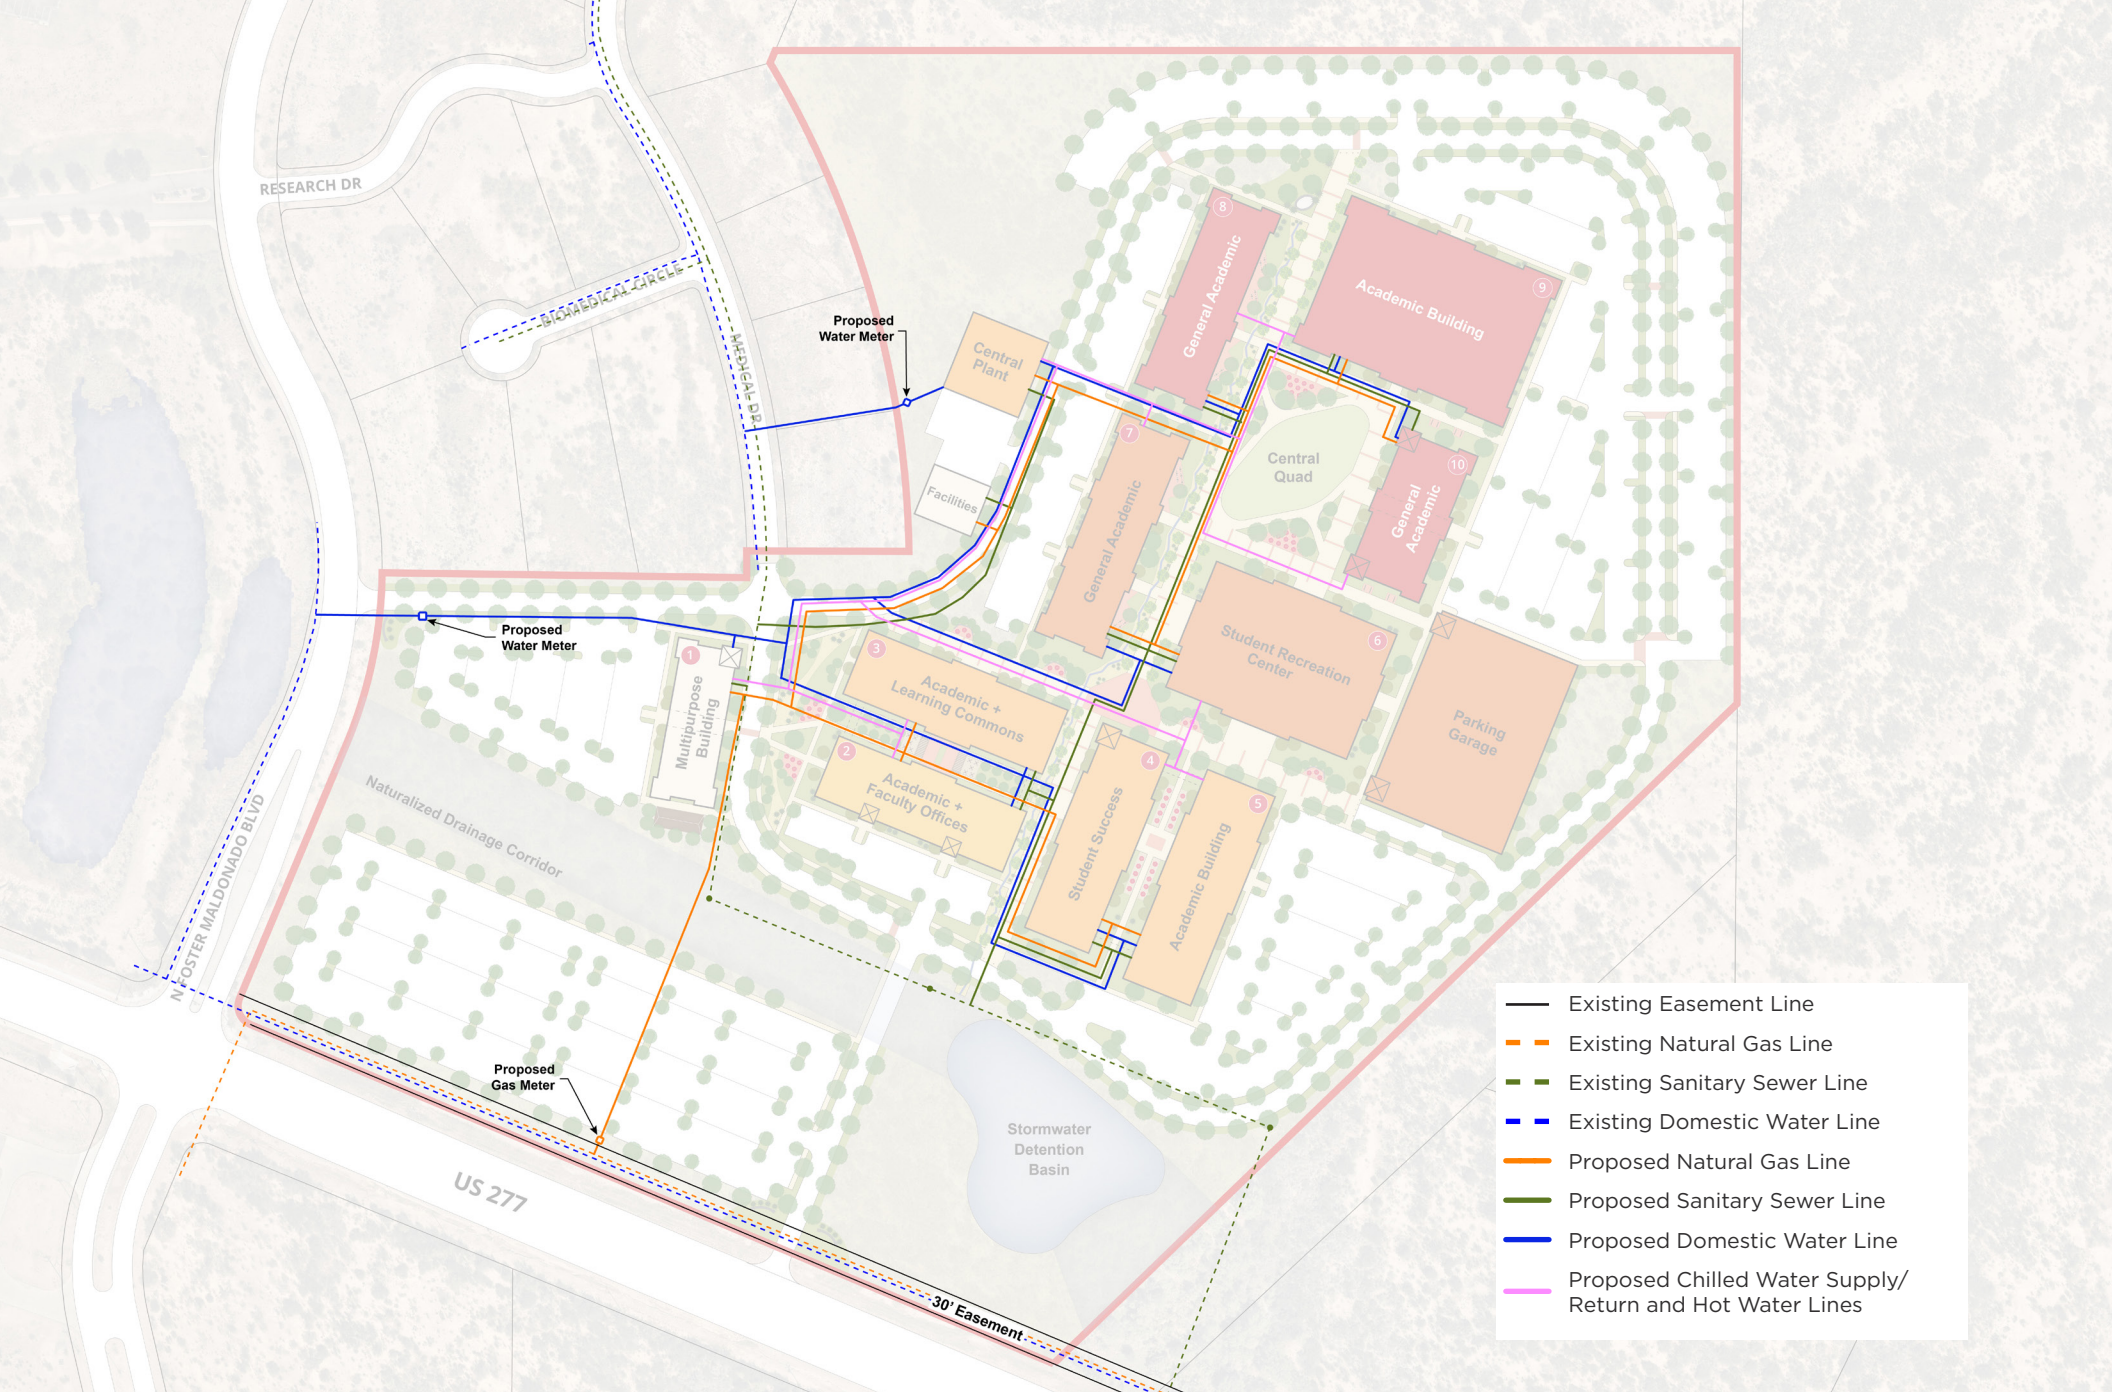 RESEARCH DR
BIOMEDICAL CIRCLE
MEDICAL DR
Proposed
Water Meter
Central
Plant
Facilities
8
General Academic
Academic Building
9
7
General Academic
Central
Quad
10
General
Academic
Proposed
Water Meter
1
Multipurpose
Building
3
Academic +
Learning Commons
2
Academic +
Faculty Offices
Student Recreation
Center
6
Parking
Garage
4
Student Success
5
Academic Building
Naturalized Drainage Corridor
N FOSTER MALDONADO BLVD
Proposed
Gas Meter
US 277
Stormwater
Detention
Basin
30' Easement
Existing Easement Line
Existing Natural Gas Line
Existing Sanitary Sewer Line
Existing Domestic Water Line
Proposed Natural Gas Line
Proposed Sanitary Sewer Line
Proposed Domestic Water Line
Proposed Chilled Water Supply/
Return and Hot Water Lines